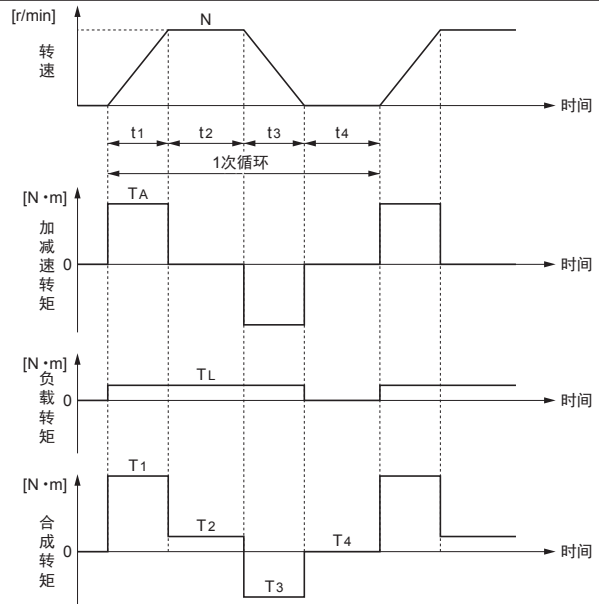 [r/min]
N
转速
时间
t1 t2 t3 t4
1次循环
[N・m]
TA
加减速转矩
0
时间
[N・m]
TL
负载转矩
0
时间
T1
[N・m]
T2
T4
合成转矩
0
时间
T3